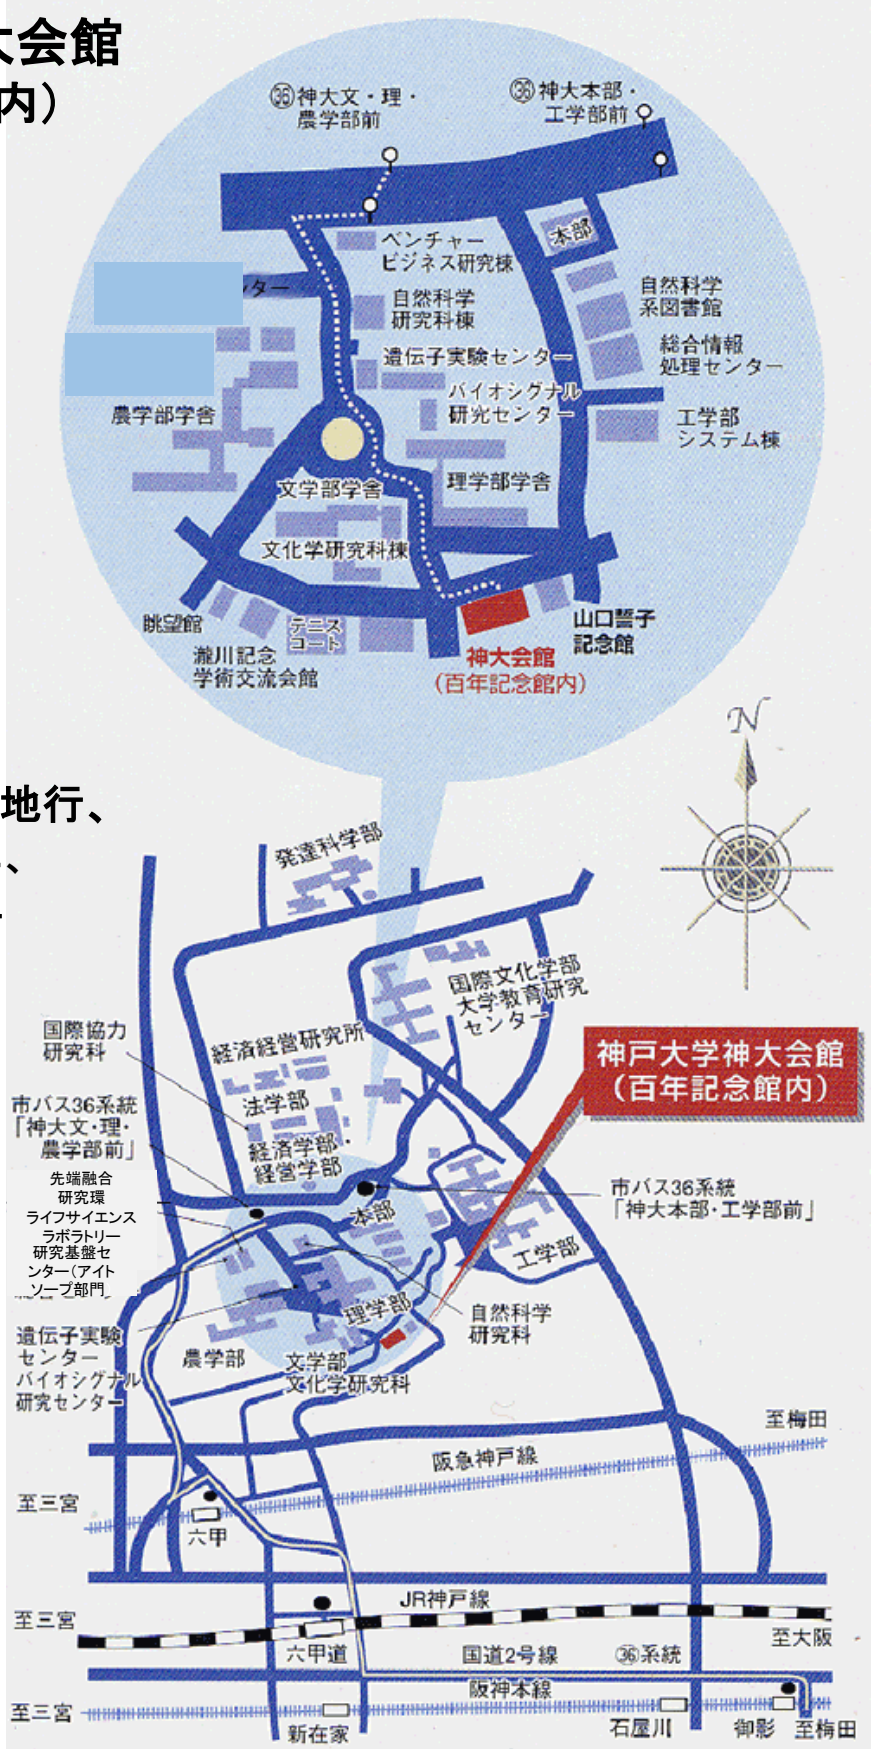 大会館
内）
㊱神大文・理・
農学部前
㊱神大本部・
工学部前
本部
ベンチャー
ビジネス研究棟
ター
自然科学
研究科棟
自然科学
系図書館
遺伝子実験センター
総合情報
処理センター
バイオシグナル
研究センター
農学部学舎
工学部
システム棟
文学部学舎
理学部学舎
文化学研究科棟
眺望館
テニス
コート
山口誓子
記念館
瀧川記念
学術交流会館
神大会館
（百年記念館内）
N
地行、
、
発達科学部
国際文化学部
大学教育研究
センター
国際協力
研究科
経済経営研究所
神戸大学神大会館
（百年記念館内）
法学部
市バス36系統
「神大文・理・
農学部前」
経済学部・
経営学部
先端融合
研究環
ライフサイエンス
ラボラトリー
研究基盤セ
ンター（アイト
ソープ部門
市バス36系統
「神大本部・工学部前」
本部
工学部
理学部
自然科学
研究科
遺伝子実験
センター
バイオシグナル
研究センター
農学部
文学部
文化学研究科
至梅田
阪急神戸線
至三宮
六甲
JR神戸線
至三宮
至大阪
六甲道
国道2号線
㊱系統
阪神本線
至三宮
新在家
石屋川
御影
至梅田